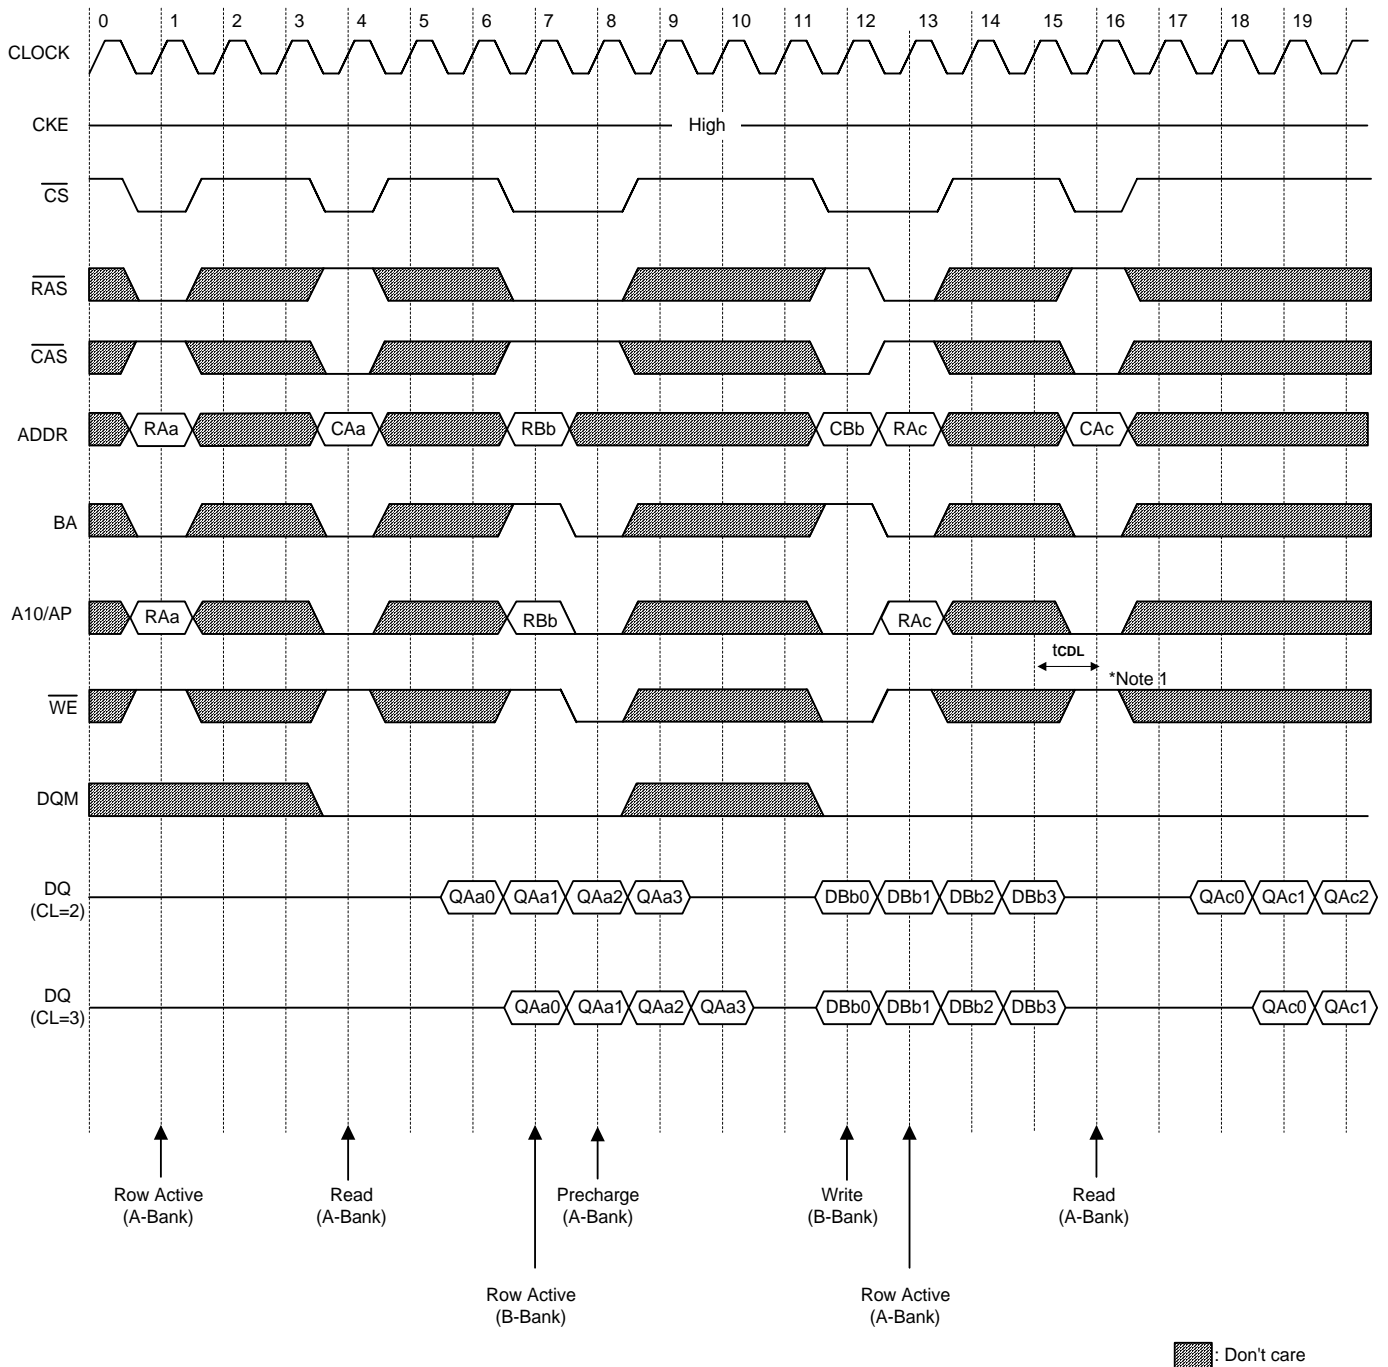 0 1 2 3 4 5 6 7 8 9 10 11 12 13 14 15 16 17 18 19
CLOCK
CKE High
CS
RAS
CAS
ADDR RAa CAa RBb CBb RAc CAc
BA
A10/AP RAa RBb RAc
tCDL
*Note 1
WE
DQM
DQ
(CL=2)
QAa0 QAa1 QAa2 QAa3 DBb0 DBb1 DBb2 DBb3 QAc0 QAc1 QAc2
DQ
(CL=3)
QAa0 QAa1 QAa2 QAa3 DBb0 DBb1 DBb2 DBb3 QAc0 QAc1
Row Active
(A-Bank)
Read
(A-Bank)
Precharge
(A-Bank)
Write
(B-Bank)
Read
(A-Bank)
Row Active
(B-Bank)
Row Active
(A-Bank)
: Don't care